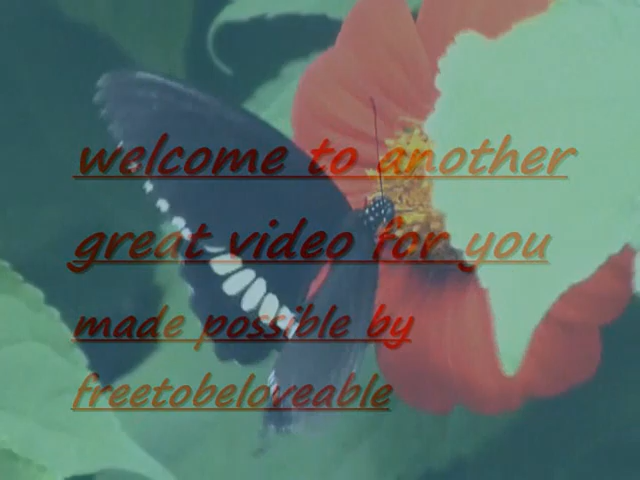 welcome to another
great video for you
made possible by
freetobeloveable